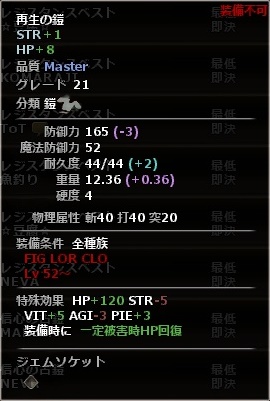 装備不可
再生の鎧
STR+1
HP+8
品質 Master
グレード 21
分類 鎧
防御力 165 (-3)
魔法防御力 52
耐久度 44/44 (+2)
重量 12.36 (+0.36)
硬度 4
物理属性 斬40 打40 突20
装備条件 全種族
FIG LOR CLO
Lv 52~
特殊効果 HP+120 STR-5
VIT+5 AGI-3 PIE+3
装備時に 一定被害時HP回復
ジェムソケット